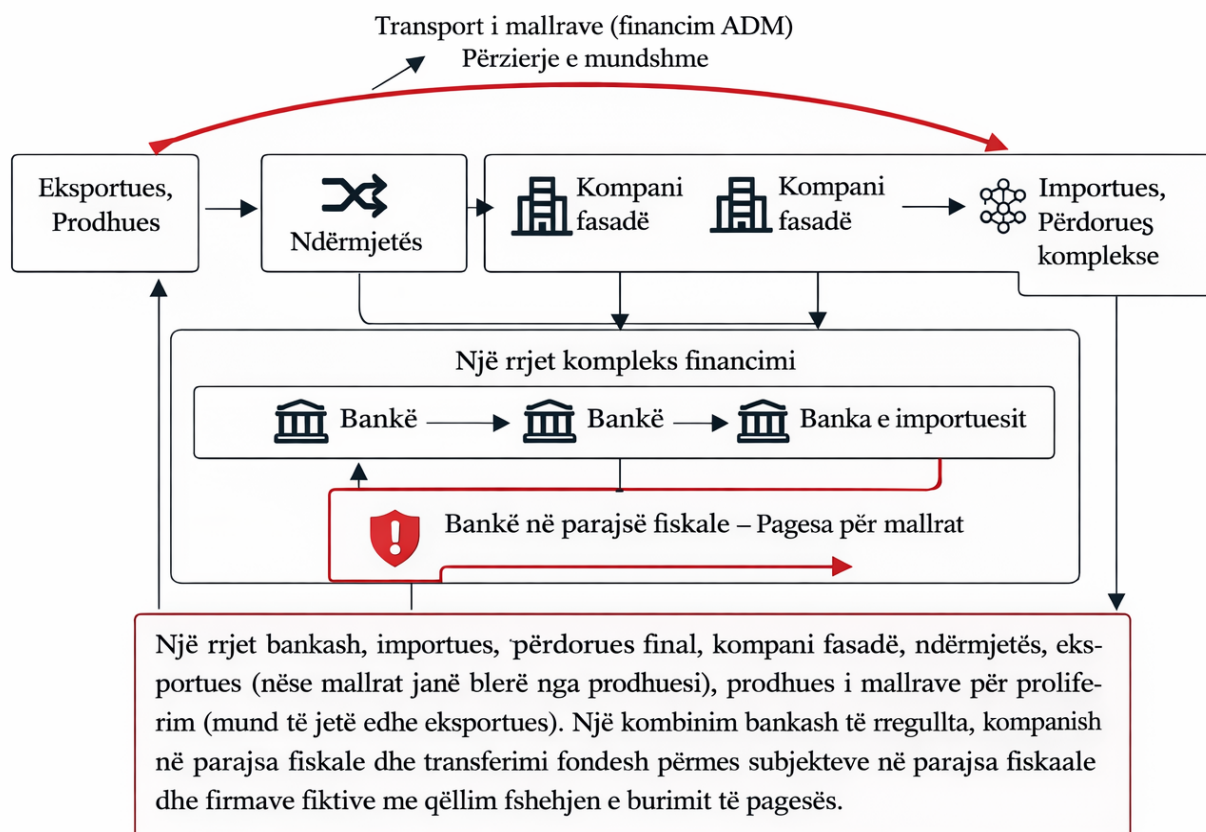 Transport i mallrave (financim ADM)
Përzierje e mundshme
Eksportues,
Prodhues
Ndërmjetës
Kompani
fasadë
Kompani
fasadë
Importues,
Përdorues
komplekse
Një rrjet kompleks financimi
Bankë
Bankë
Banka e importuesit
Bankë në parajsë fiskale – Pagesa për mallrat
Një rrjet bankash, importues, përdorues final, kompani fasadë, ndërmjetës, eks-
portues (nëse mallrat janë blerë nga prodhuesi), prodhues i mallrave për prolife-
rim (mund të jetë edhe eksportues). Një kombinim bankash të rregullta, kompanish
në parajsa fiskale dhe transferimi fondesh përmes subjekteve në parajsa fiskaale
dhe firmave fiktive me qëllim fshehjen e burimit të pagesës.